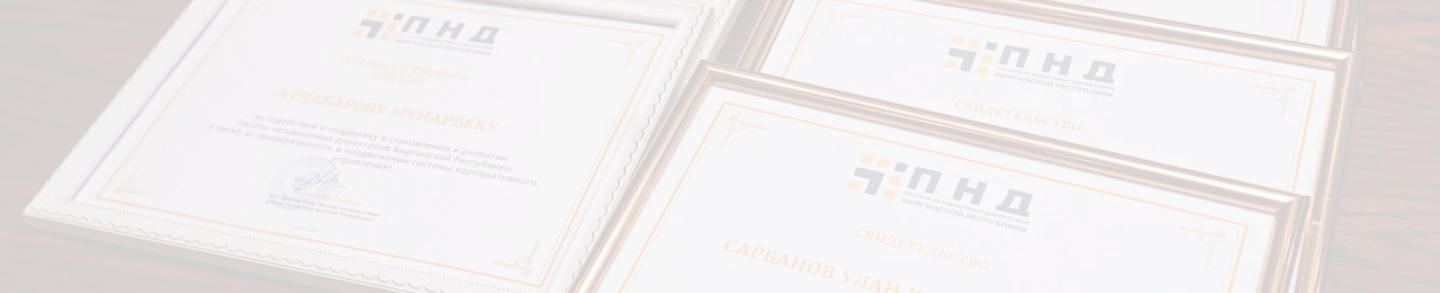 ПНД
КЫРГЫЗСКОЙ РЕСПУБЛИКИ
БЛАГОДАРСТВЕННОЕ
ПИСЬМО
АТЧАБАРОВУ МУНАРБЕКУ
за содействие и поддержку в становлении и развитии
Палаты независимых директоров Кыргызской Республики,
а также за приверженность в продвижении системы корпоративного
управления!
ПНД
ПАЛАТА НЕЗАВИСИМЫХ ДИРЕКТОРОВ
КЫРГЫЗСКОЙ РЕСПУБЛИКИ
СВИДЕТЕЛЬСТВО
ПНД
ПАЛАТА НЕЗАВИСИМЫХ ДИРЕКТОРОВ
КЫРГЫЗСКОЙ РЕСПУБЛИКИ
СВИДЕТЕЛЬСТВО
САРБАНОВ УЛАН